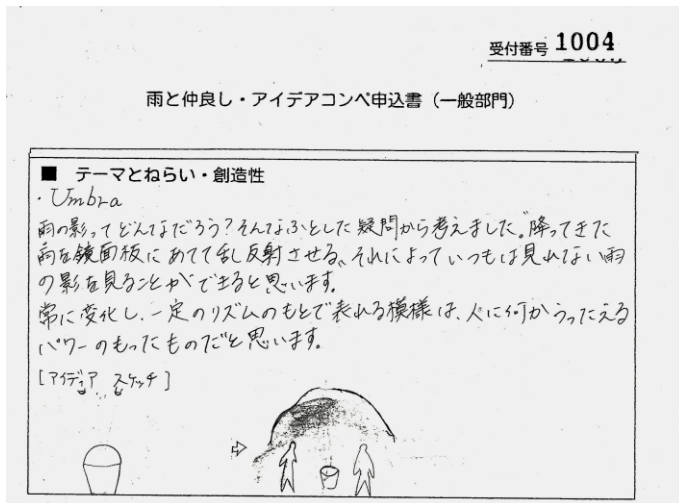 受付番号 1004
雨と仲良し・アイデアコンペ申込書（一般部門）
■ テーマとねらい・創造性
・Umbra
雨の影ってどんなだろう？そんなふとした疑問から考えました。降ってきた
雨を鏡面板にあてて乱反射させる。それによっていつもは見れない雨
の影を見ることができると思います。
常に変化し、一定のリズムのもとで表れる模様は、人に何かうったえる
パワーのもったものだと思います。
[アイディア スケッチ]